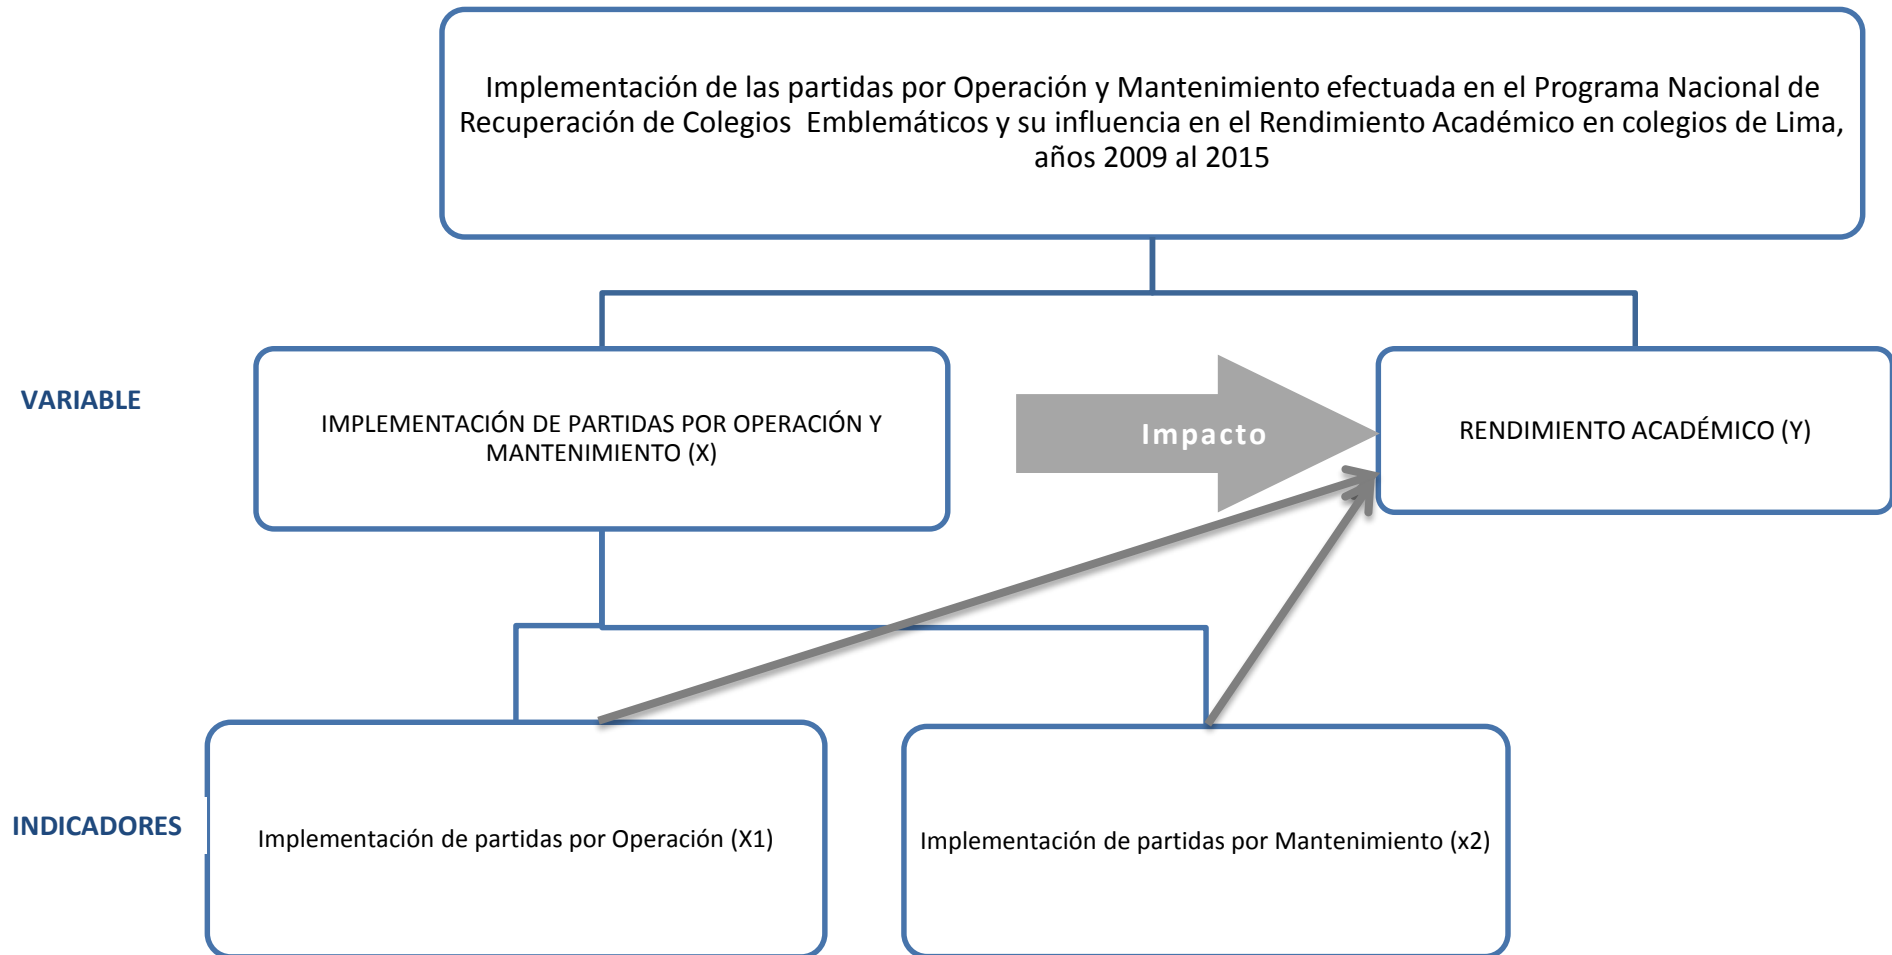 Implementación de las partidas por Operación y Mantenimiento efectuada en el Programa Nacional de
Recuperación de Colegios Emblemáticos y su influencia en el Rendimiento Académico en colegios de Lima,
años 2009 al 2015
VARIABLE
IMPLEMENTACIÓN DE PARTIDAS POR OPERACIÓN Y
MANTENIMIENTO (X)
Impacto
RENDIMIENTO ACADÉMICO (Y)
INDICADORES
Implementación de partidas por Operación (X1)
Implementación de partidas por Mantenimiento (x2)